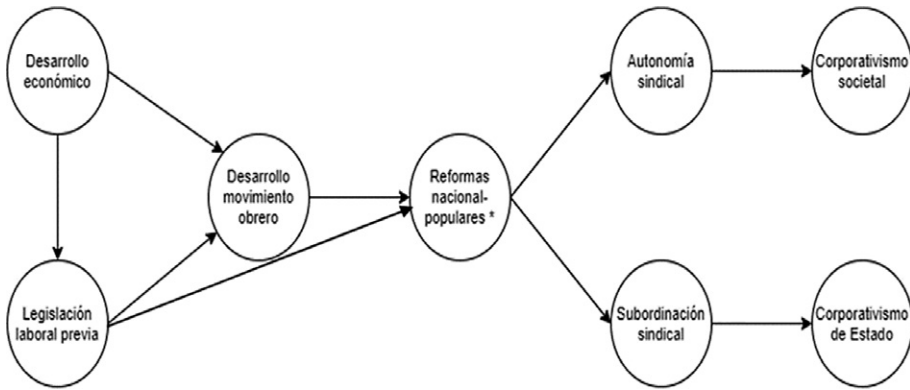 Desarrollo
económico
Autonomía
sindical
Corporativismo
societal
Desarrollo
movimiento
obrero
Reformas
nacional-
populares *
Legislación
laboral previa
Subordinación
sindical
Corporativismo
de Estado